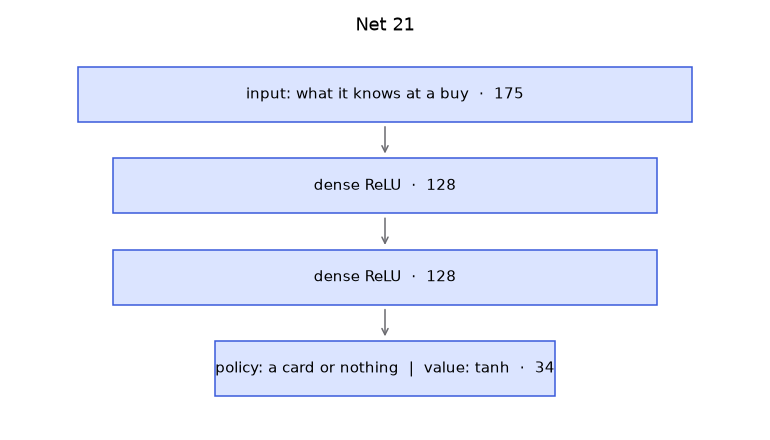 Net 21
input: what it knows at a buy · 175
dense ReLU · 128
dense ReLU · 128
policy: a card or nothing | value: tanh · 34